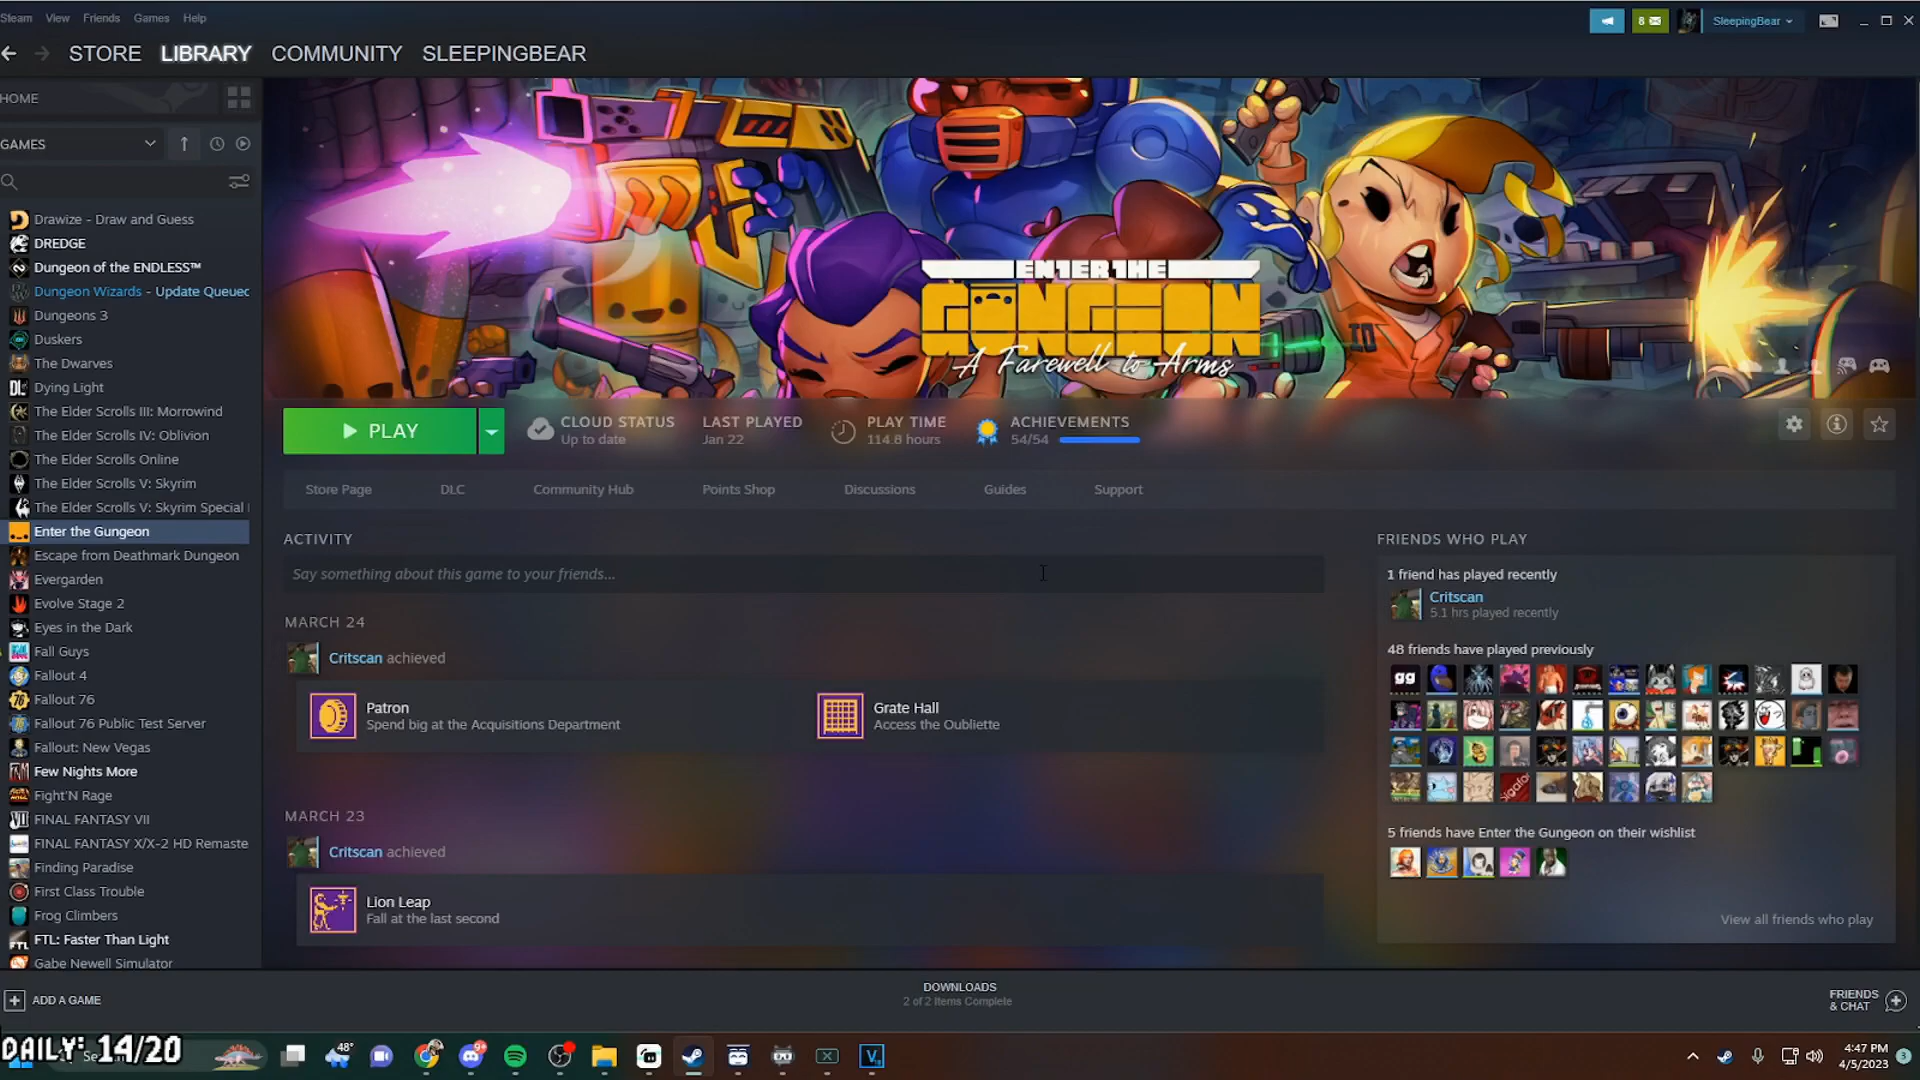 Steam View Friends Games Help
8
SleepingBear
STORE LIBRARY COMMUNITY SLEEPINGBEAR
HOME
GAMES
Drawize - Draw and Guess
DREDGE
Dungeon of the ENDLESS™
Dungeon Wizards - Update Queued
Dungeons 3
Duskers
The Dwarves
Dying Light
The Elder Scrolls III: Morrowind
The Elder Scrolls IV: Oblivion
The Elder Scrolls Online
The Elder Scrolls V: Skyrim
The Elder Scrolls V: Skyrim Special
Enter the Gungeon
Escape from Deathmark Dungeon
Evergarden
Evolve Stage 2
Eyes in the Dark
Fall Guys
Fallout 4
Fallout 76
Fallout 76 Public Test Server
Fallout: New Vegas
Few Nights More
Fight'N Rage
FINAL FANTASY VII
FINAL FANTASY X/X-2 HD Remaste
Finding Paradise
First Class Trouble
Frog Climbers
FTL: Faster Than Light
Gabe Newell Simulator
ENTER THE
GUNGEON
A Farewell to Arms
PLAY
CLOUD STATUS
Up to date
LAST PLAYED
Jan 22
PLAY TIME
114.8 hours
ACHIEVEMENTS
54/54
Store Page DLC Community Hub Points Shop Discussions Guides Support
ACTIVITY
Say something about this game to your friends...
MARCH 24
Critscan achieved
Patron
Spend big at the Acquisitions Department
Grate Hall
Access the Oubliette
MARCH 23
Critscan achieved
Lion Leap
Fall at the last second
FRIENDS WHO PLAY
1 friend has played recently
Critscan
5.1 hrs played recently
48 friends have played previously
gg
5 friends have Enter the Gungeon on their wishlist
View all friends who play
ADD A GAME
DOWNLOADS
2 of 2 Items Complete
FRIENDS
& CHAT
DAILY: 14/20
48°
4:47 PM
4/5/2023
3